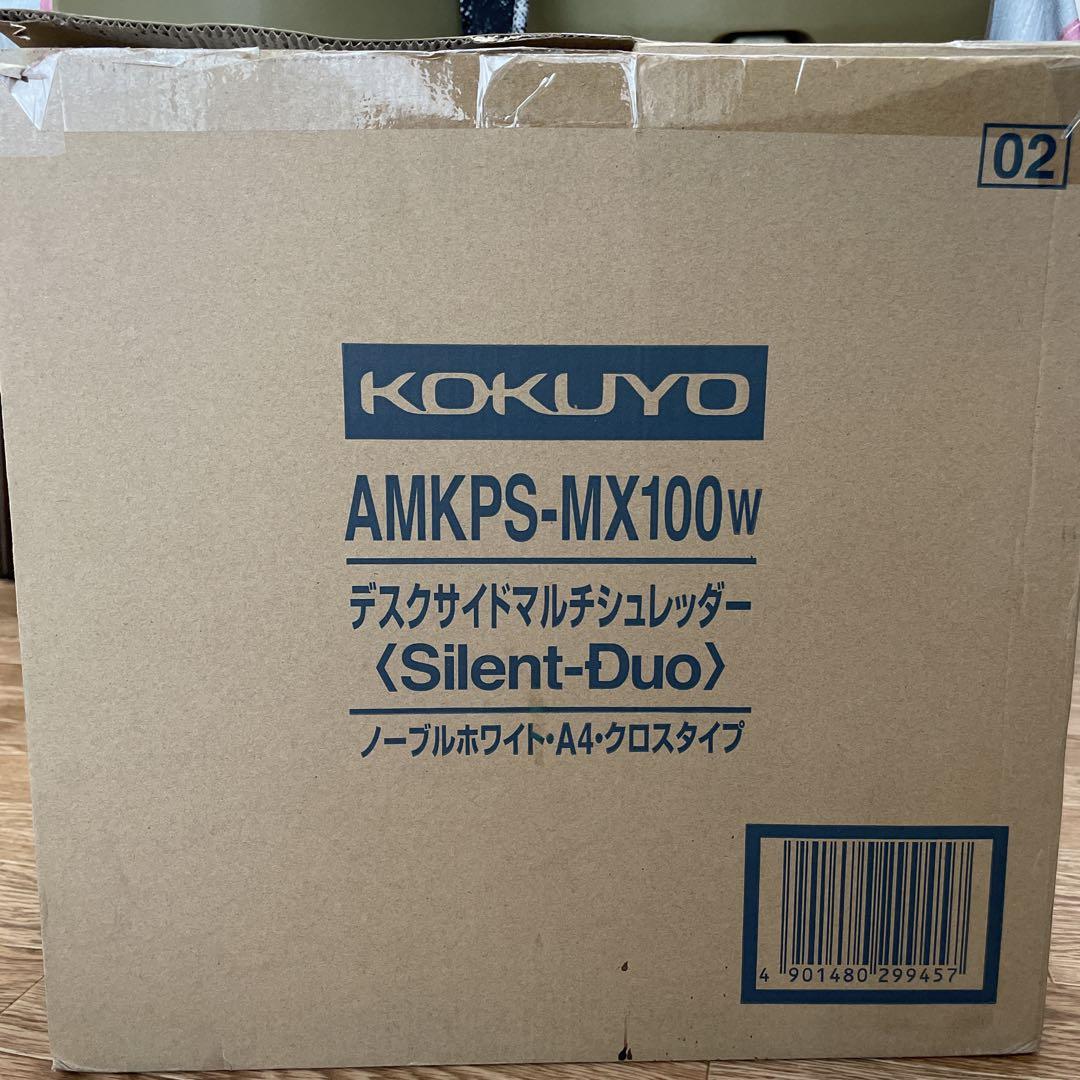 02
KOKUYO
AMKPS-MX100W
デスクサイドマルチシュレッダー
〈Silent-Duo〉
ノーブルホワイト・A4・クロスタイプ
4 901480 299457